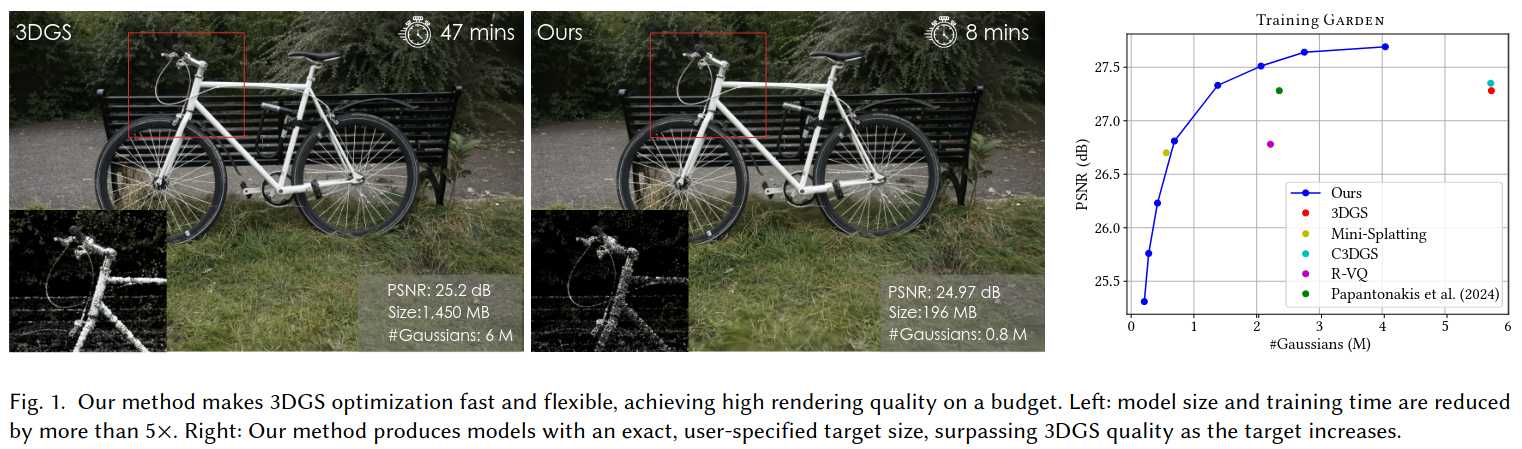 3DGS
47 mins
PSNR: 25.2 dB
Size:1,450 MB
#Gaussians: 6 M
Ours
8 mins
PSNR: 24.97 dB
Size:196 MB
#Gaussians: 0.8 M
Training GARDEN
PSNR (dB)
27.5
27.0
26.5
26.0
25.5
0 1 2 3 4 5 6
#Gaussians (M)
Ours
3DGS
Mini-Splatting
C3DGS
R-VQ
Papantonakis et al. (2024)
Fig. 1. Our method makes 3DGS optimization fast and flexible, achieving high rendering quality on a budget. Left: model size and training time are reduced
by more than 5×. Right: Our method produces models with an exact, user-specified target size, surpassing 3DGS quality as the target increases.